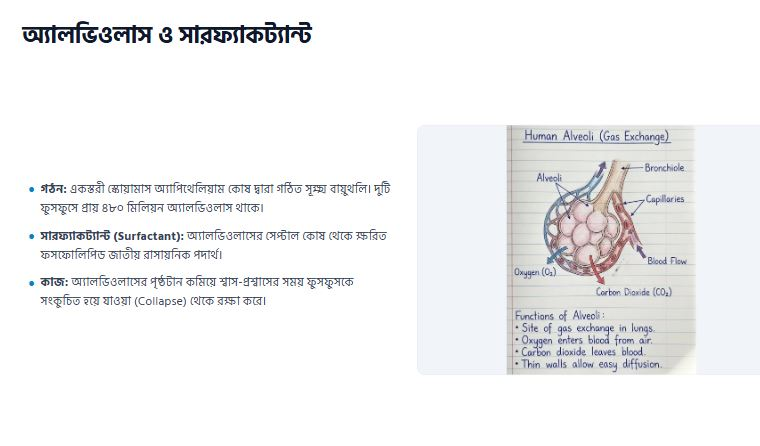 অ্যালভিওলাস ও সারফ্যাকট্যান্ট
• গঠন: একস্তরী স্কোয়ামাস অ্যাপিথেলিয়াম কোষ দ্বারা গঠিত সূক্ষ্ম বায়ুথলি। দুটি
ফুসফুসে প্রায় ৪৮০ মিলিয়ন অ্যালভিওলাস থাকে।
• সারফ্যাকট্যান্ট (Surfactant): অ্যালভিওলাসের সেপ্টাল কোষ থেকে ক্ষরিত
ফসফোলিপিড জাতীয় রাসায়নিক পদার্থ।
• কাজ: অ্যালভিওলাসের পৃষ্ঠটান কমিয়ে শ্বাস-প্রশ্বাসের সময় ফুসফুসকে
সংকুচিত হয়ে যাওয়া (Collapse) থেকে রক্ষা করে।
Human Alveoli (Gas Exchange)
Bronchiole
Alveoli
Capillaries
Blood Flow
Oxygen (O₂)
Carbon Dioxide (CO₂)
Functions of Alveoli:
• Site of gas exchange in lungs.
• Oxygen enters blood from air.
• Carbon dioxide leaves blood.
• Thin walls allow easy diffusion.